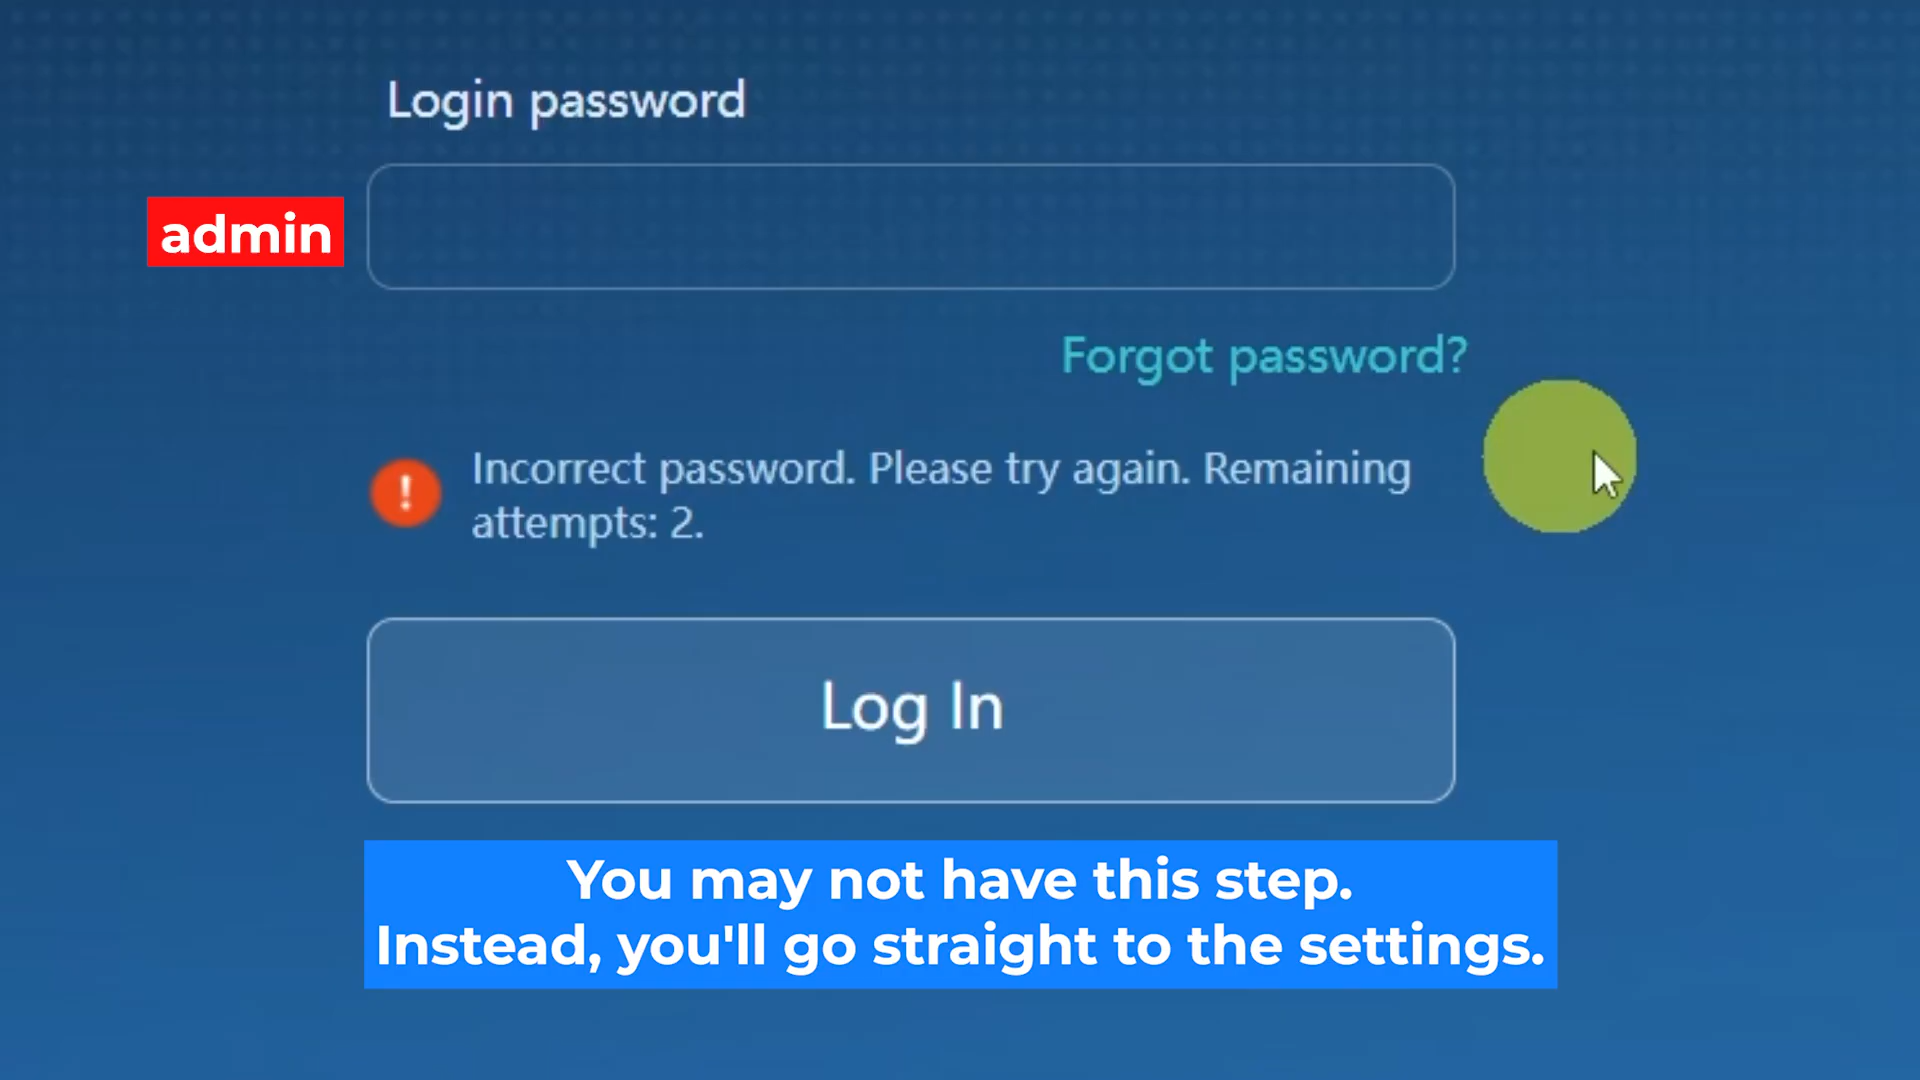 Login password
admin
Forgot password?
! Incorrect password. Please try again. Remaining
attempts: 2.
Log In
You may not have this step.
Instead, you'll go straight to the settings.